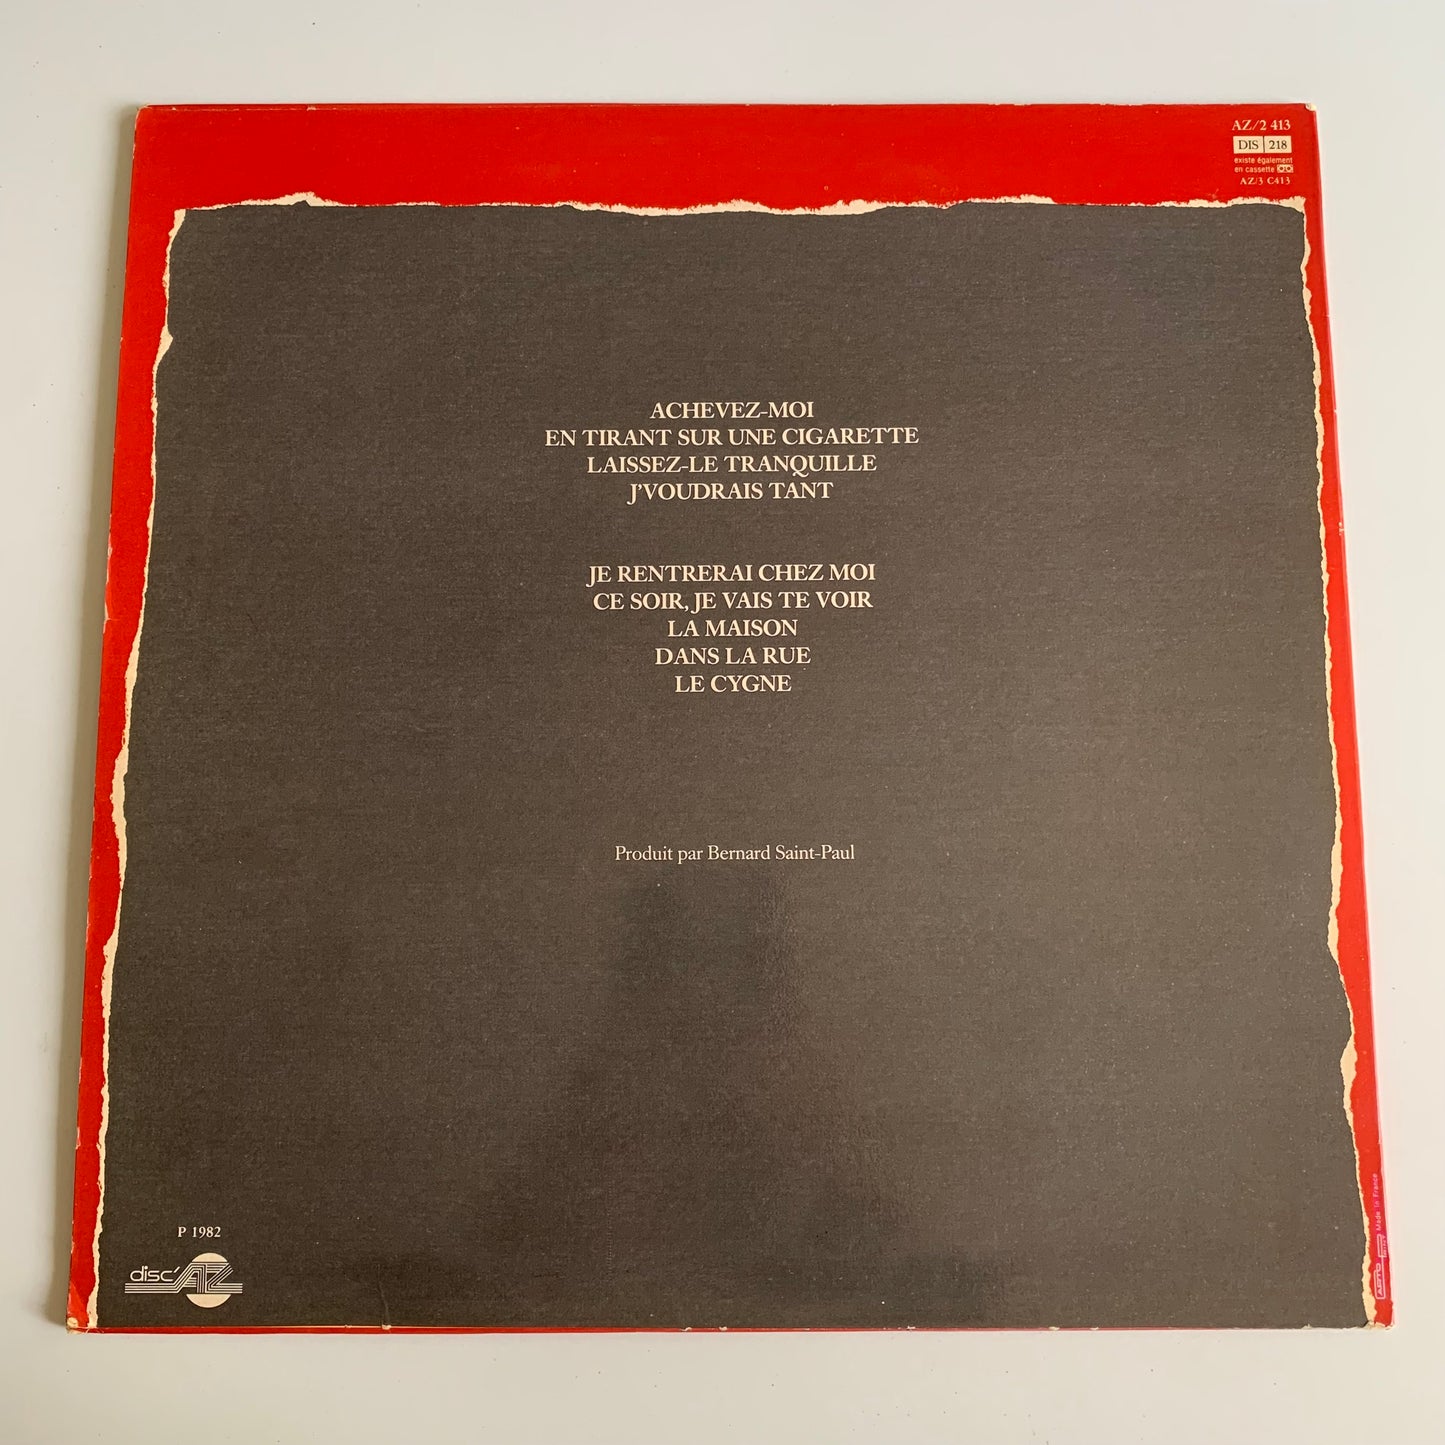 AZ/2 413
DIS 218
existe également
en cassette
AZ/3 C413
ACHEVEZ-MOI
EN TIRANT SUR UNE CIGARETTE
LAISSEZ-LE TRANQUILLE
J'VOUDRAIS TANT
JE RENTRERAI CHEZ MOI
CE SOIR, JE VAIS TE VOIR
LA MAISON
DANS LA RUE
LE CYGNE
Produit par Bernard Saint-Paul
P 1982
disc'AZ
Made in France